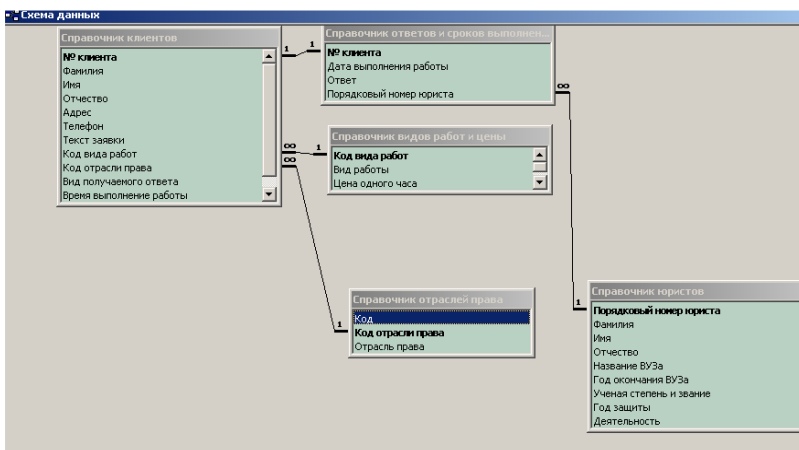 Схема данных
Справочник клиентов
№ клиента
Фамилия
Имя
Отчество
Адрес
Телефон
Текст заявки
Код вида работ
Код отрасли права
Вид получаемого ответа
Время выполнение работы
1
1
∞
1
∞
1
∞
1
Справочник ответов и сроков выполнен...
№ клиента
Дата выполнения работы
Ответ
Порядковый номер юриста
Справочник видов работ и цены
Код вида работ
Вид работы
Цена одного часа
Справочник отраслей права
Код
Код отрасли права
Отрасль права
Справочник юристов
Порядковый номер юриста
Фамилия
Имя
Отчество
Название ВУЗа
Год окончания ВУЗа
Ученая степень и звание
Год защиты
Деятельность